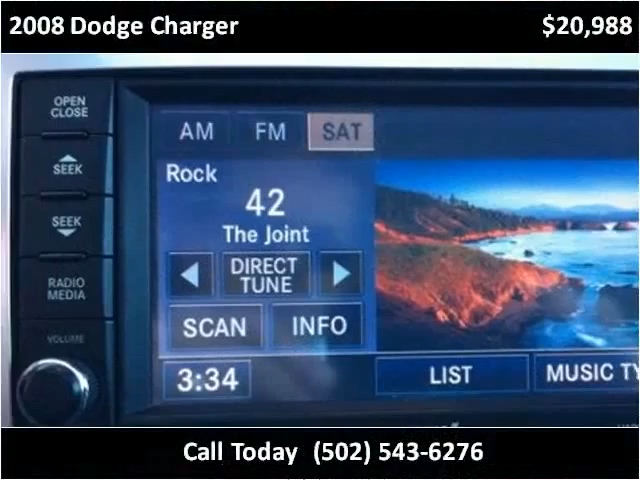 2008 Dodge Charger $20,988
OPEN
CLOSE
AM FM SAT
SEEK
Rock
42
The Joint
SEEK
DIRECT
TUNE
RADIO
MEDIA
SCAN INFO
VOLUME
3:34 LIST MUSIC TY
Call Today (502) 543-6276